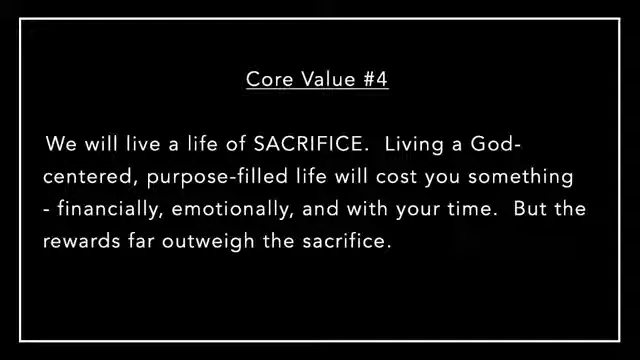 Core Value #4
We will live a life of SACRIFICE.  Living a God-
centered, purpose-filled life will cost you something
- financially, emotionally, and with your time.  But the
rewards far outweigh the sacrifice.